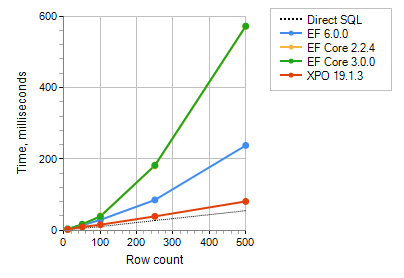 600
400
200
0
Time, milliseconds
0
100
200
300
400
500
Row count
Direct SQL
EF 6.0.0
EF Core 2.2.4
EF Core 3.0.0
XPO 19.1.3